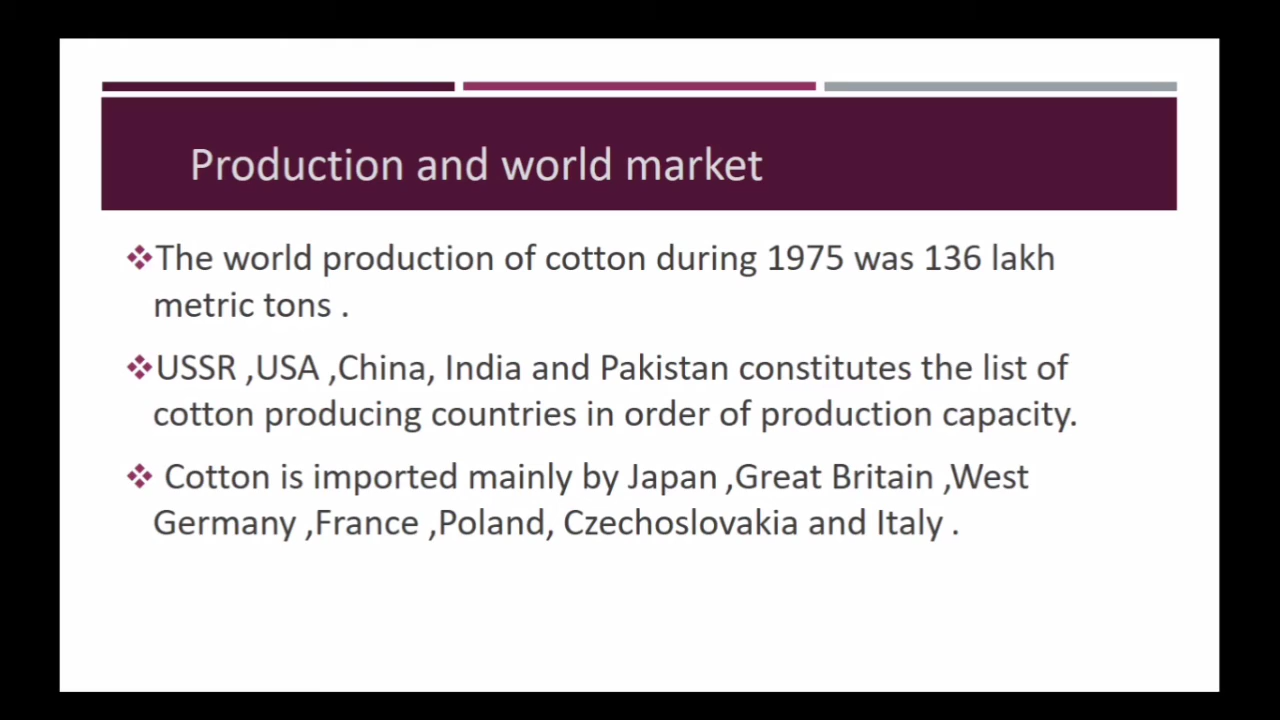 Production and world market
❖The world production of cotton during 1975 was 136 lakh
metric tons .
❖USSR ,USA ,China, India and Pakistan constitutes the list of
cotton producing countries in order of production capacity.
❖ Cotton is imported mainly by Japan ,Great Britain ,West
Germany ,France ,Poland, Czechoslovakia and Italy .